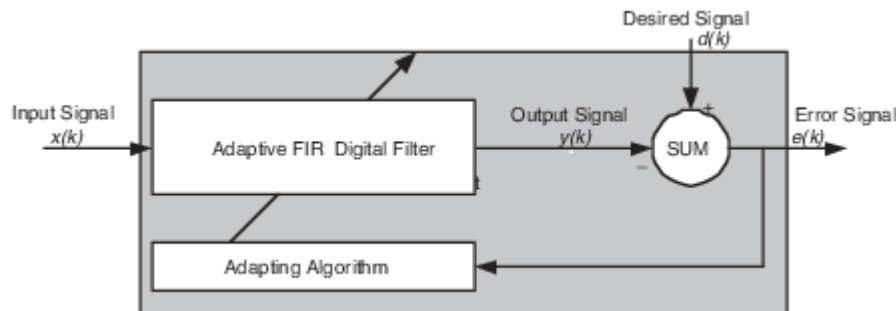 Desired Signal
d(k)
+
Input Signal
x(k)
Adaptive FIR Digital Filter
Output Signal
y(k)
–
SUM
Error Signal
e(k)
t
Adapting Algorithm